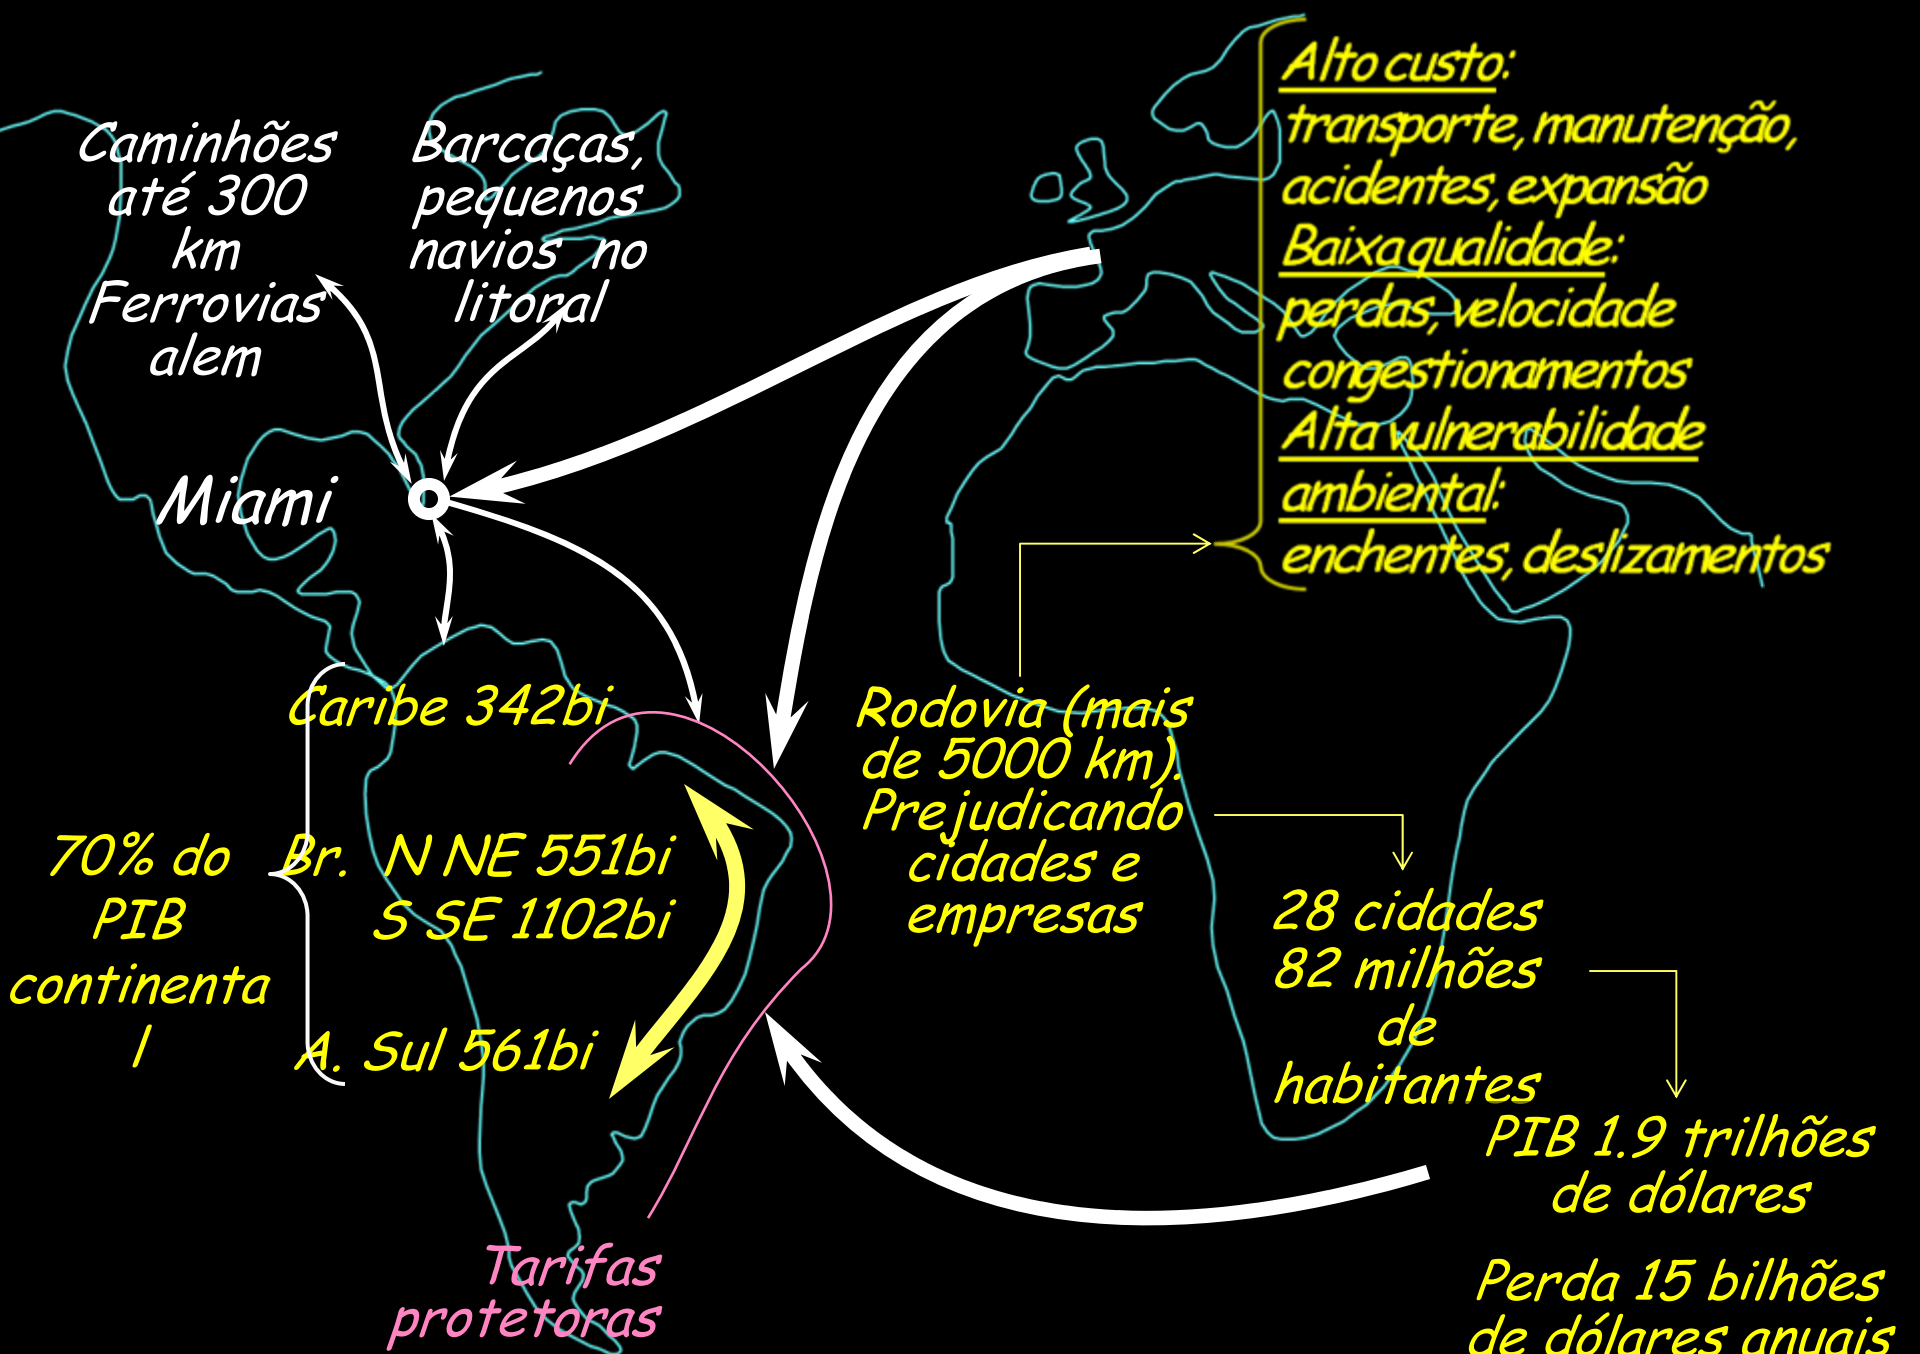 Caminhões
até 300
km
Ferrovias
alem
Barcaças,
pequenos
navios no
litoral
Miami
Alto custo:
transporte, manutenção,
acidentes, expansão
Baixa qualidade:
perdas, velocidade
congestionamentos
Alta vulnerabilidade
ambiental:
enchentes, deslizamentos
Caribe 342bi
Br. N NE 551bi
S SE 1102bi
A. Sul 561bi
70% do
PIB
continenta
l
Rodovia (mais
de 5000 km).
Prejudicando
cidades e
empresas
28 cidades
82 milhões
de
habitantes
PIB 1.9 trilhões
de dólares
Perda 15 bilhões
de dólares anuais
Tarifas
protetoras